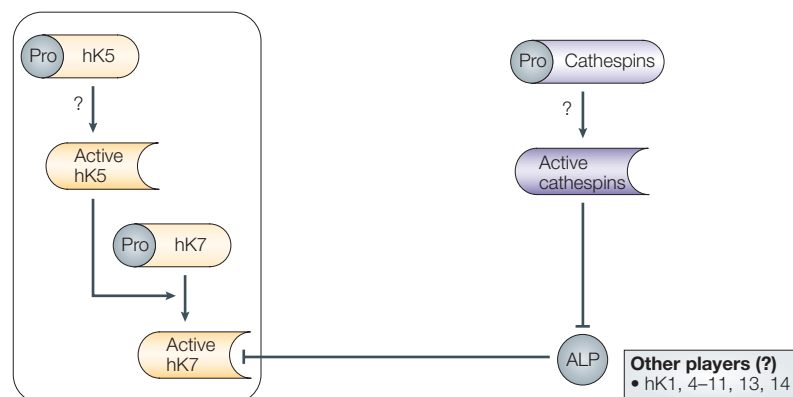 Pro hK5
?
Active
hK5
Pro hK7
Active
hK7
Pro Cathespins
?
Active
cathespins
ALP
Other players (?)
• hK1, 4–11, 13, 14